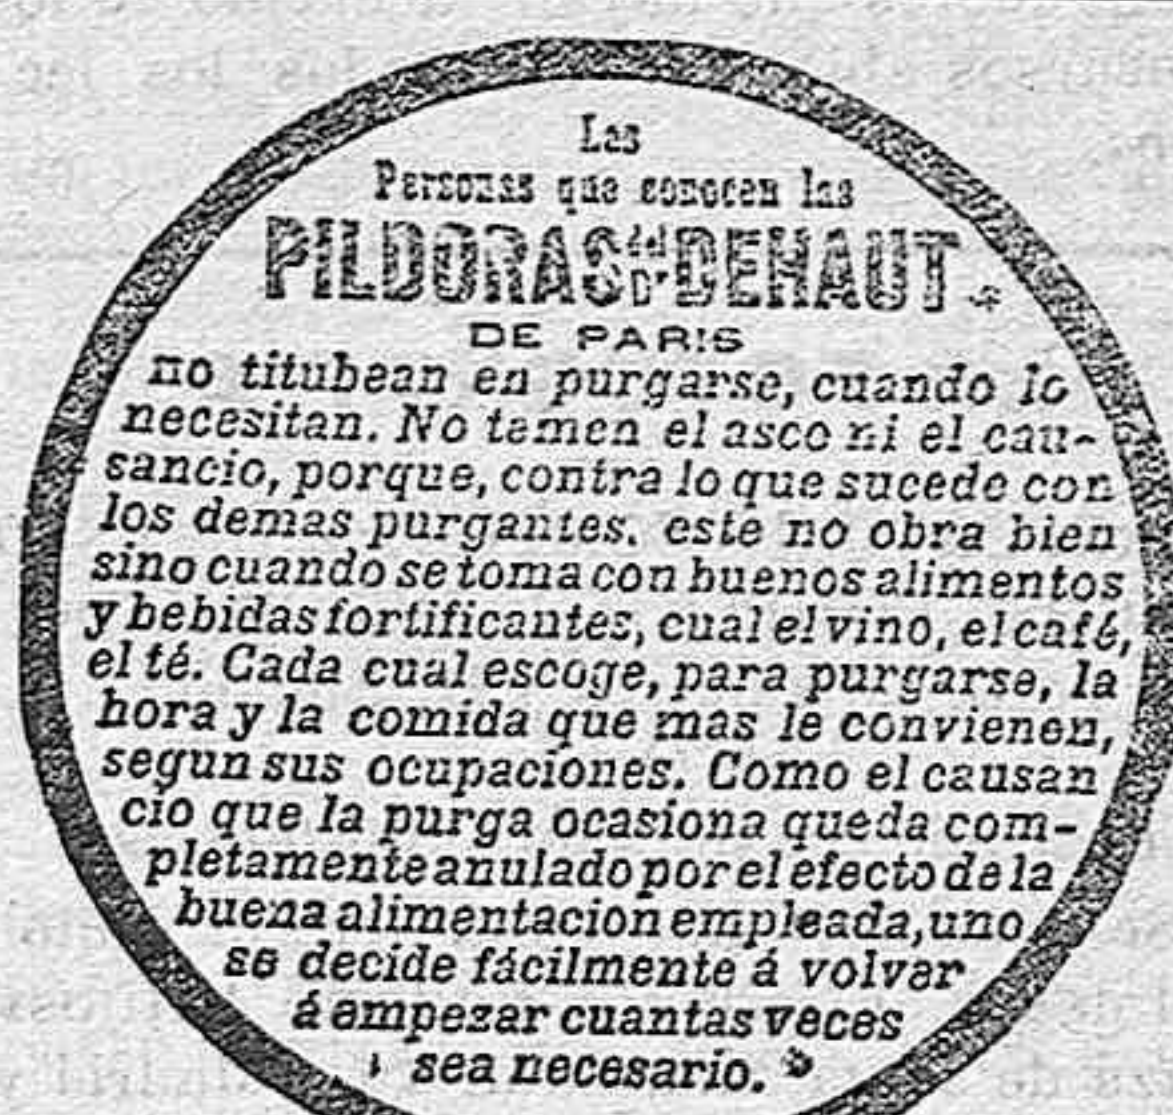 Las
Personas que conocen las
PILDORAS del Dr DEHAUT
DE PARIS
no titubean en purgarse, cuando lo
necesitan. No temen el asco ni el cau-
sancio, porque, contra lo que sucede con
los demas purgantes, este no obra bien
sino cuando se toma con buenos alimentos
y bebidas fortificantes, cual el vino, el café,
el té. Cada cual escoge, para purgarse, la
hora y la comida que mas le convienen,
segun sus ocupaciones. Como el causan
cio que la purga ocasiona queda com-
pletamente anulado por el efecto de la
buena alimentacion empleada, uno
se decide fácilmente á volver
á empezar cuantas veces
sea necesario.